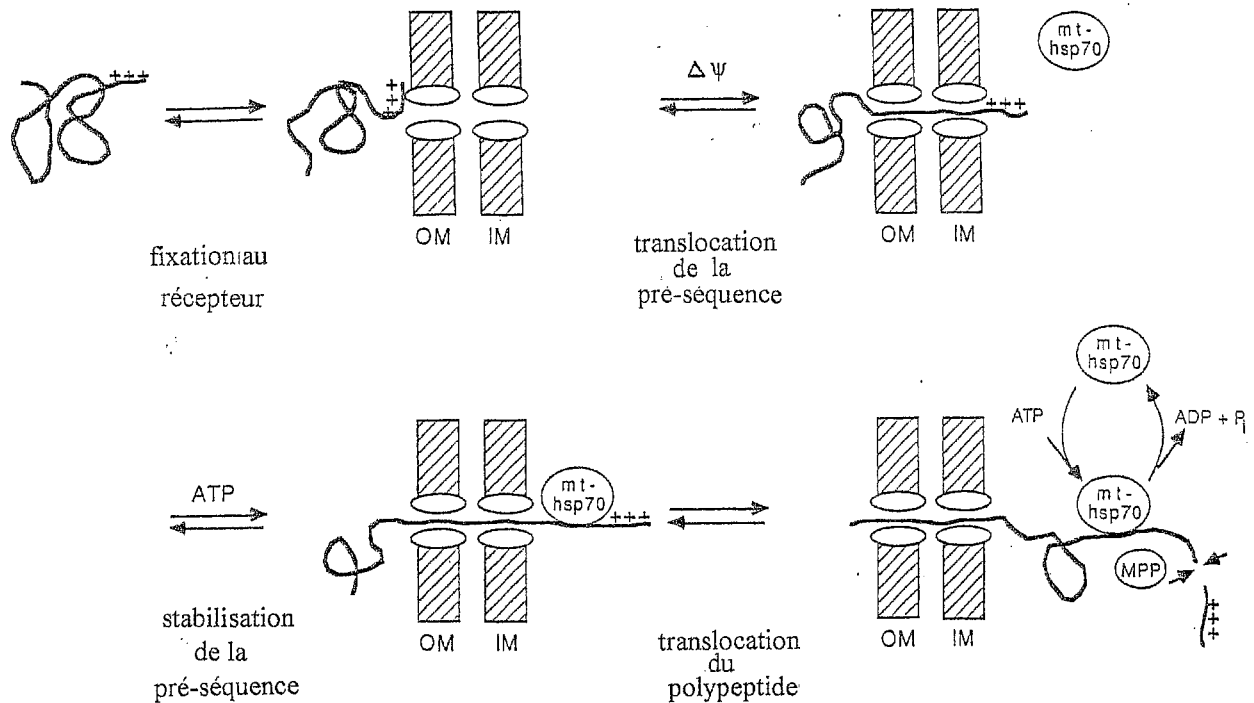 +++
+++
OM IM
fixation au
récepteur
Δψ
translocation
de la
pré-séquence
+++
OM IM
mt-
hsp70
ATP
stabilisation
de la
pré-séquence
mt-
hsp70
+++
OM IM
translocation
du
polypeptide
mt-
hsp70
ATP
ADP + Pi
mt-
hsp70
MPP
+++
OM IM